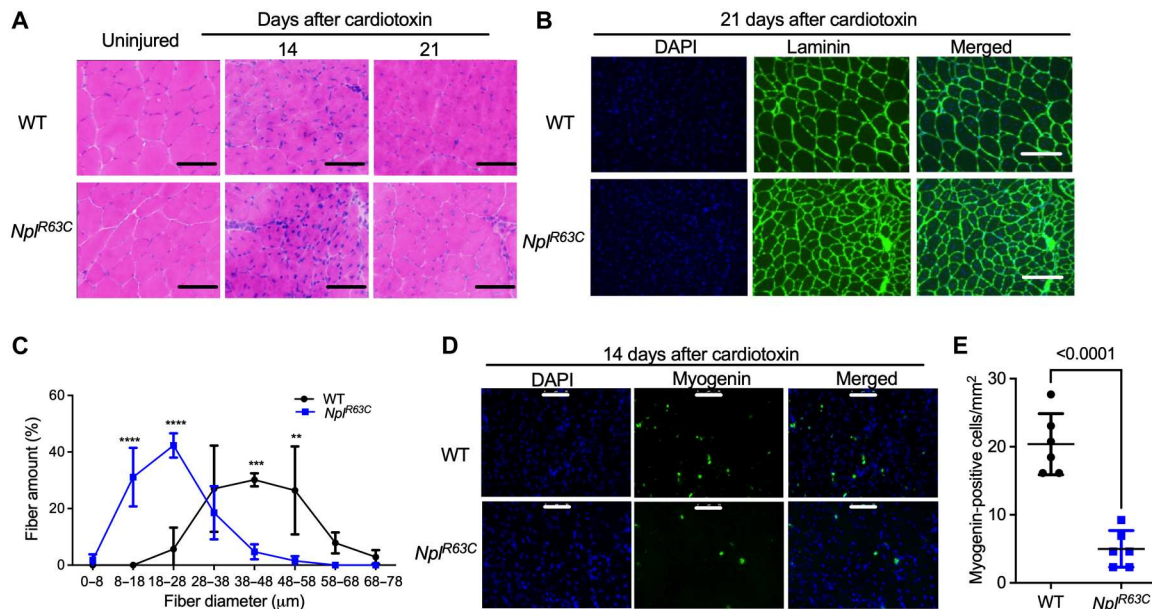 A
Days after cardiotoxin
Uninjured 14 21
WT
Npl^R63C
B
21 days after cardiotoxin
DAPI Laminin Merged
WT
Npl^R63C
C
WT
Npl^R63C
**** **** *** **
Fiber amount (%)
60
40
20
0
0–8 8–18 18–28 28–38 38–48 48–58 58–68 68–78
Fiber diameter (μm)
D
14 days after cardiotoxin
DAPI Myogenin Merged
WT
Npl^R63C
E
<0.0001
Myogenin-positive cells/mm²
30
20
10
0
WT Npl^R63C